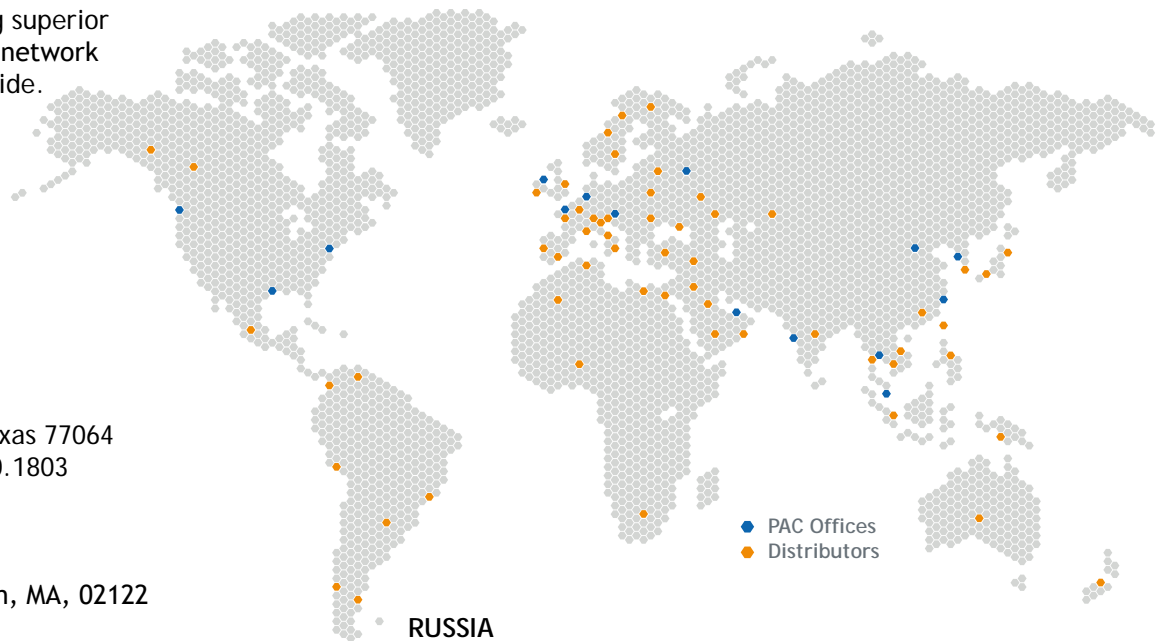 superior
network
ide.
xas 77064
.1803
PAC Offices
Distributors
, MA, 02122
RUSSIA